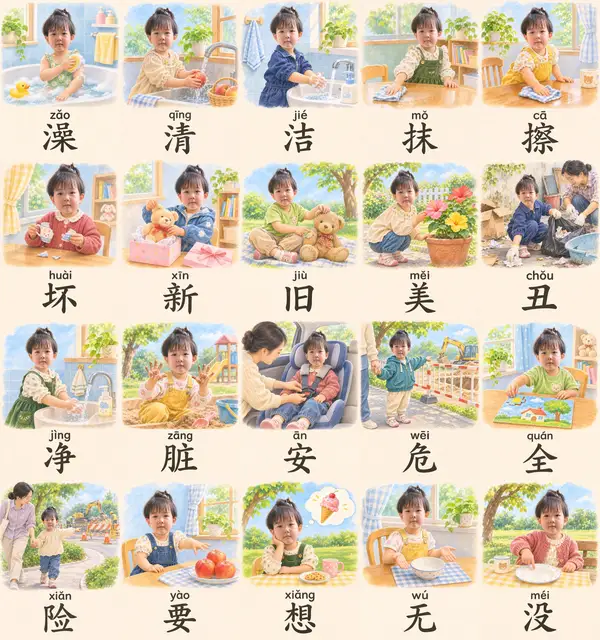 zǎo qīng jié mǒ cā
澡 清 洁 抹 擦
huài xīn jiù měi chǒu
坏 新 旧 美 丑
jìng zāng ān wēi quán
净 脏 安 危 全
xiǎn yào xiǎng wú méi
险 要 想 无 没